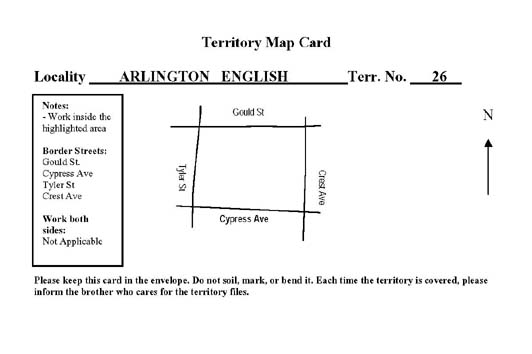 Territory Map Card
Locality ARLINGTON ENGLISH Terr. No. 26
Notes:
- Work inside the
highlighted area
Border Streets:
Gould St.
Cypress Ave
Tyler St
Crest Ave
Work both
sides:
Not Applicable
Gould St
Tyler St
Crest Ave
Cypress Ave
N
Please keep this card in the envelope. Do not soil, mark, or bend it. Each time the territory is covered, please
inform the brother who cares for the territory files.